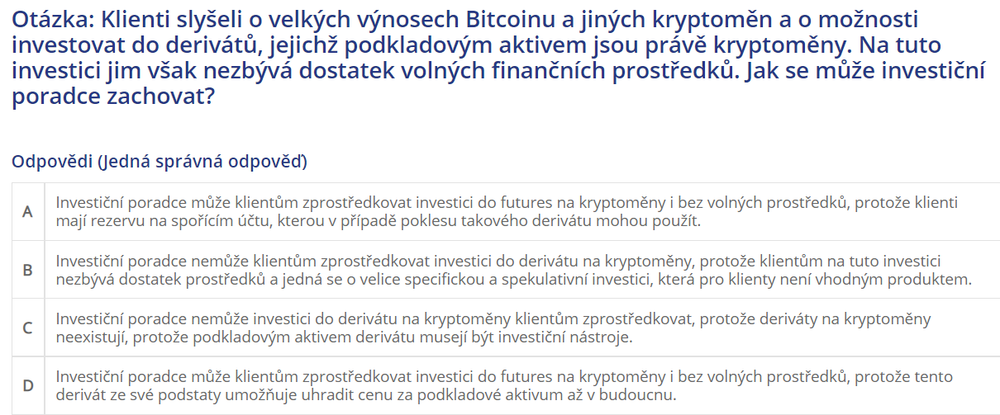 Otázka: Klienti slyšeli o velkých výnosech Bitcoinu a jiných kryptoměn a o možnosti
investovat do derivátů, jejichž podkladovým aktivem jsou právě kryptoměny. Na tuto
investici jim však nezbývá dostatek volných finančních prostředků. Jak se může investiční
poradce zachovat?
Odpovědi (Jedná správná odpověď)
A
Investiční poradce může klientům zprostředkovat investici do futures na kryptoměny i bez volných prostředků, protože klienti
mají rezervu na spořícím účtu, kterou v případě poklesu takového derivátu mohou použít.
B
Investiční poradce nemůže klientům zprostředkovat investici do derivátu na kryptoměny, protože klientům na tuto investici
nezbývá dostatek prostředků a jedná se o velice specifickou a spekulativní investici, která pro klienty není vhodným produktem.
C
Investiční poradce nemůže investici do derivátu na kryptoměny klientům zprostředkovat, protože deriváty na kryptoměny
neexistují, protože podkladovým aktivem derivátu musejí být investiční nástroje.
D
Investiční poradce může klientům zprostředkovat investici do futures na kryptoměny i bez volných prostředků, protože tento
derivát ze své podstaty umožňuje uhradit cenu za podkladové aktivum až v budoucnu.